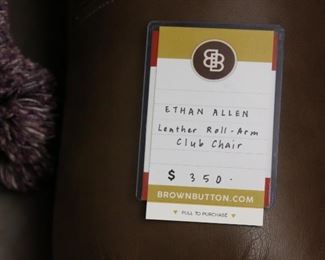 BB
ETHAN ALLEN
Leather Roll-Arm
Club Chair
$ 350-
BROWNBUTTON.COM
▼ PULL TO PURCHASE ▼